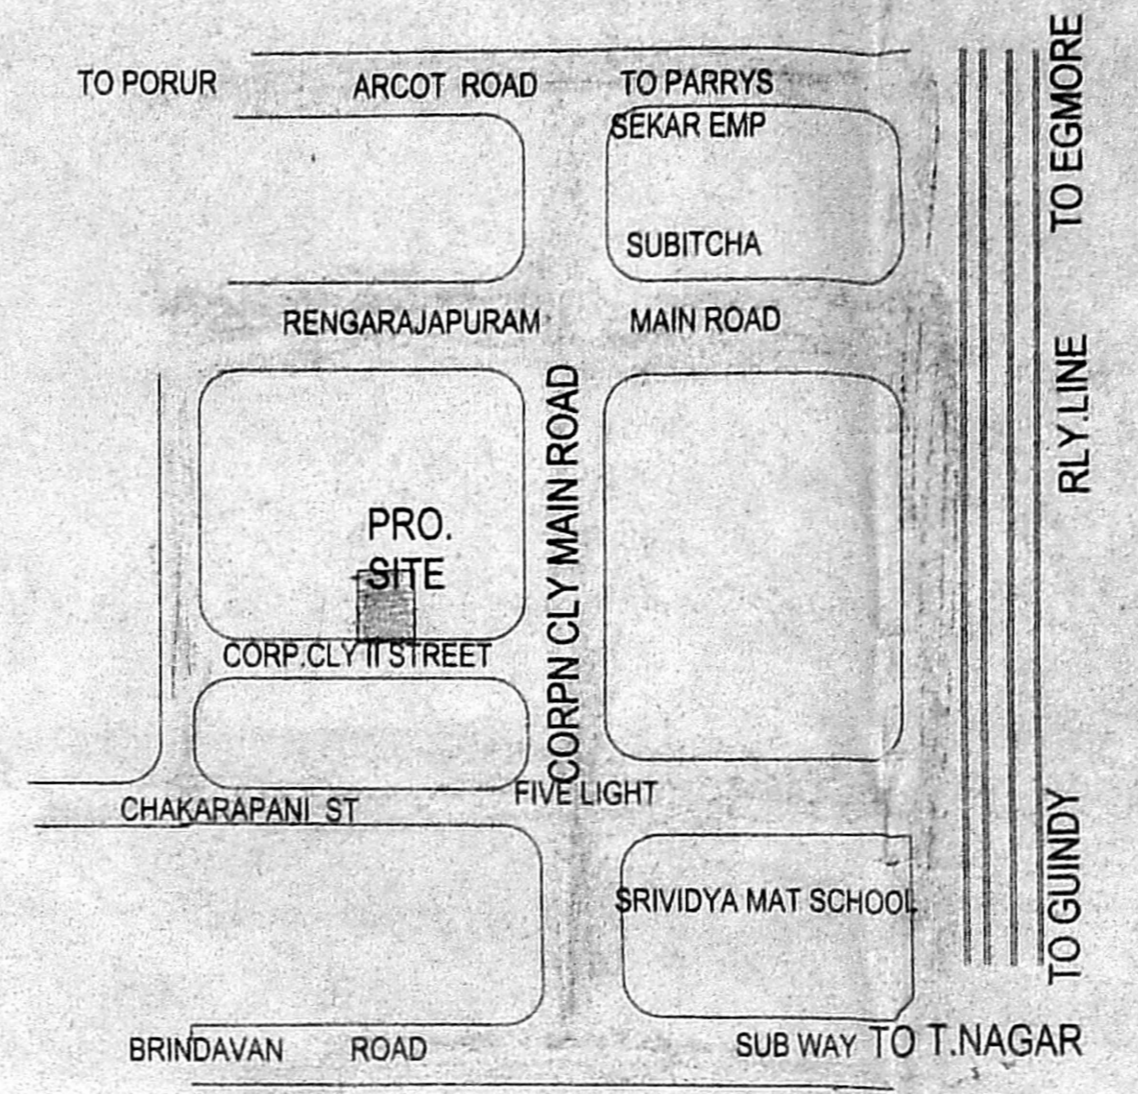 TO PORUR ARCOT ROAD TO PARRYS
SEKAR EMP
SUBITCHA
TO EGMORE
RENGARAJAPURAM MAIN ROAD
RLY.LINE
CORPN CLY MAIN ROAD
PRO.
SITE
CORP.CLY II STREET
FIVE LIGHT
CHAKARAPANI ST
SRIVIDYA MAT SCHOOL
TO GUINDY
BRINDAVAN ROAD SUB WAY TO T.NAGAR